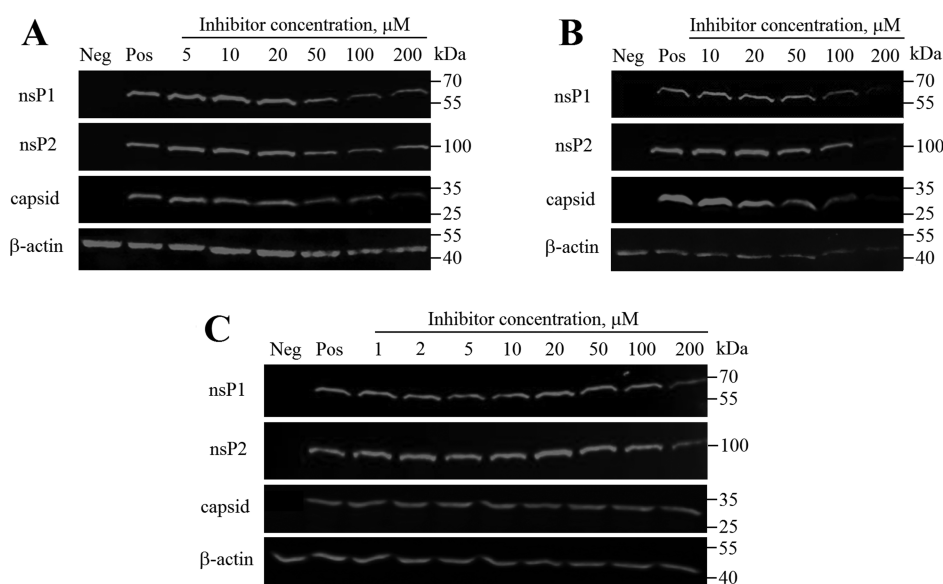 A
Inhibitor concentration, µM
Neg Pos 5 10 20 50 100 200 kDa
nsP1
70
55
nsP2
100
capsid
35
25
β-actin
55
40
B
Inhibitor concentration, µM
Neg Pos 10 20 50 100 200 kDa
nsP1
70
55
nsP2
100
capsid
35
25
β-actin
55
40
C
Inhibitor concentration, µM
Neg Pos 1 2 5 10 20 50 100 200 kDa
nsP1
70
55
nsP2
100
capsid
35
25
β-actin
55
40